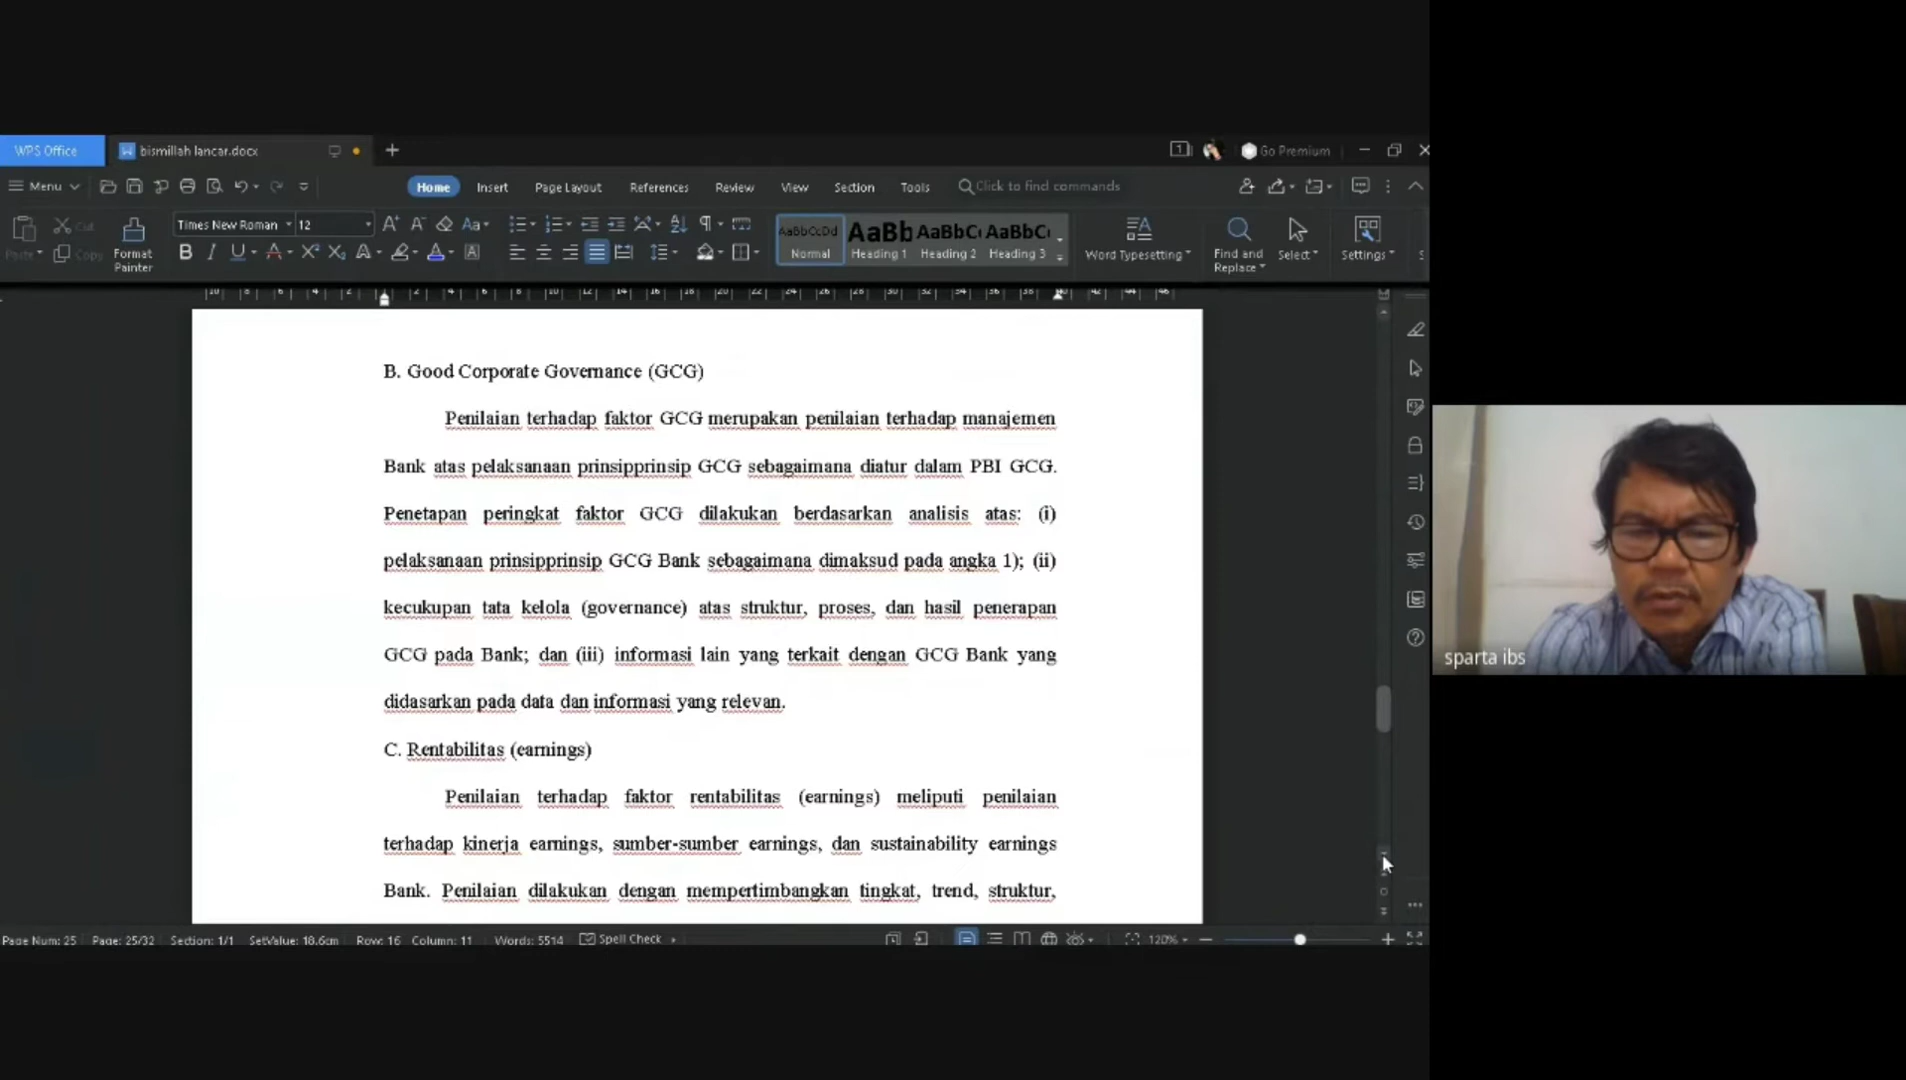 WPS Office
bismillah lancar.docx
1
Go Premium
Menu
Home Insert Page Layout References Review View Section Tools
Click to find commands
Paste
Cut
Copy
Format Painter
Times New Roman 12
AaBbCcDd Normal
AaBb Heading 1
AaBbC Heading 2
AaBbC Heading 3
Word Typesetting
Find and Replace
Select
Settings
B. Good Corporate Governance (GCG)
Penilaian terhadap faktor GCG merupakan penilaian terhadap manajemen
Bank atas pelaksanaan prinsipprinsip GCG sebagaimana diatur dalam PBI GCG.
Penetapan peringkat faktor GCG dilakukan berdasarkan analisis atas: (i)
pelaksanaan prinsipprinsip GCG Bank sebagaimana dimaksud pada angka 1); (ii)
kecukupan tata kelola (governance) atas struktur, proses, dan hasil penerapan
GCG pada Bank; dan (iii) informasi lain yang terkait dengan GCG Bank yang
didasarkan pada data dan informasi yang relevan.
C. Rentabilitas (earnings)
Penilaian terhadap faktor rentabilitas (earnings) meliputi penilaian
terhadap kinerja earnings, sumber-sumber earnings, dan sustainability earnings
Bank. Penilaian dilakukan dengan mempertimbangkan tingkat, trend, struktur,
Page Num: 25 Page: 25/32 Section: 1/1 SetValue: 18.6cm Row: 16 Column: 11 Words: 5514 Spell Check 120%
sparta ibs